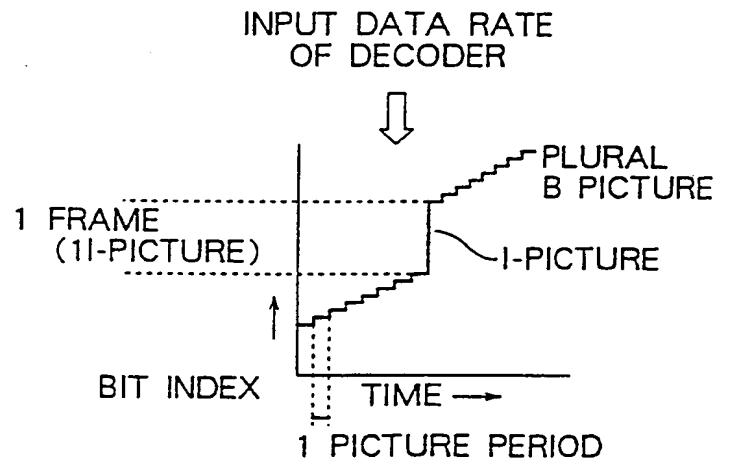 INPUT DATA RATE
OF DECODER
PLURAL
B PICTURE
1 FRAME
(1I-PICTURE)
I-PICTURE
BIT INDEX
TIME
1 PICTURE PERIOD